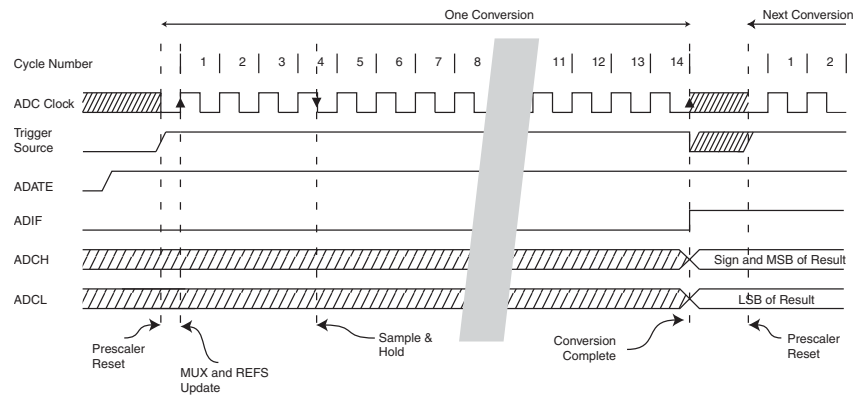 One Conversion Next Conversion
Cycle Number 1 2 3 4 5 6 7 8 11 12 13 14 1 2
ADC Clock
Trigger
Source
ADATE
ADIF
ADCH Sign and MSB of Result
ADCL LSB of Result
Prescaler
Reset
MUX and REFS
Update
Sample &
Hold
Conversion
Complete
Prescaler
Reset